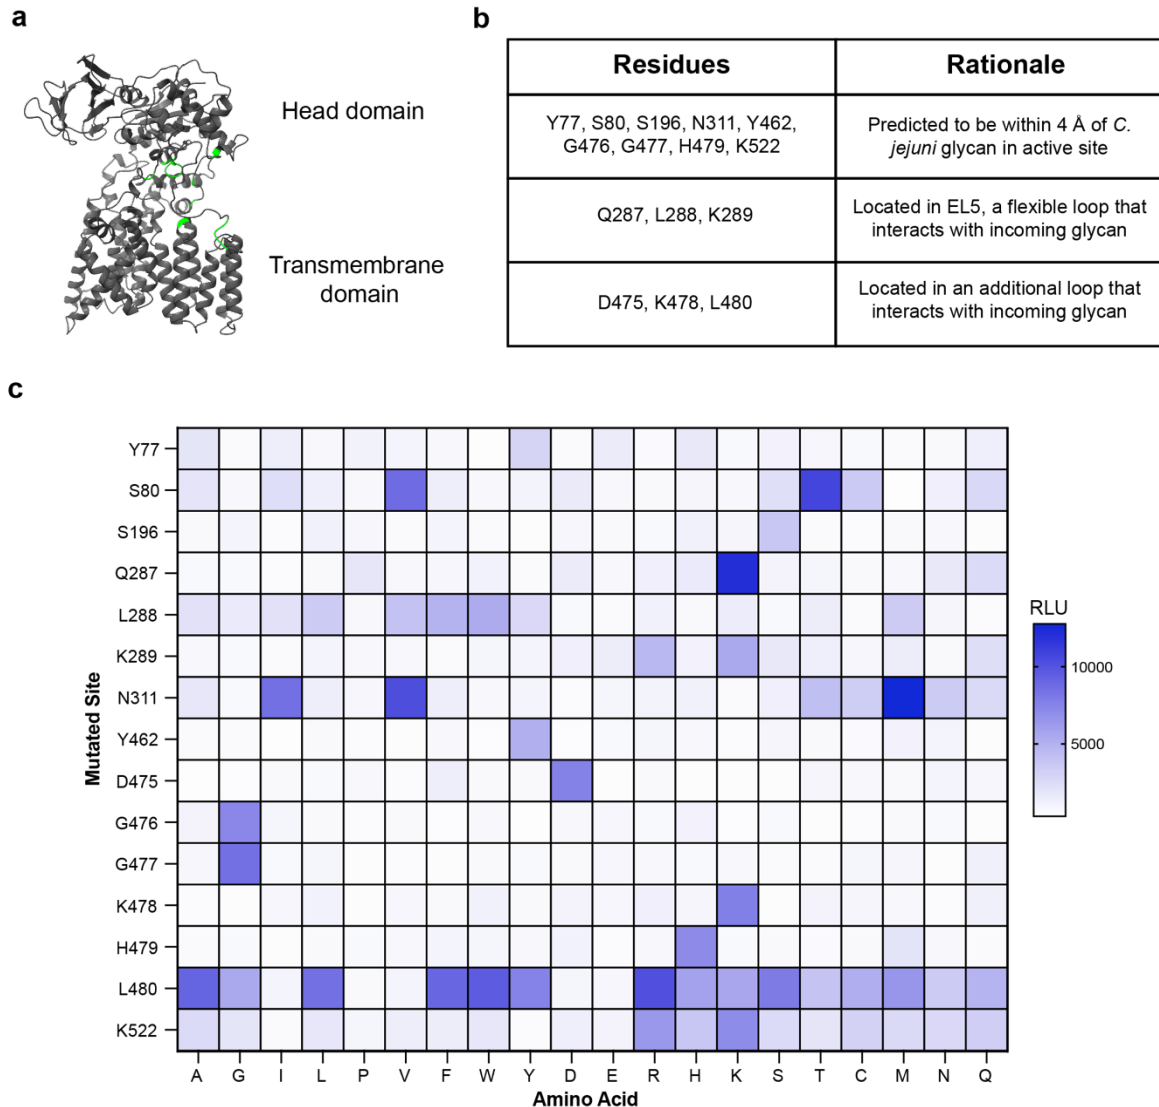 a
Head domain
Transmembrane
domain
b
Residues
Rationale
Y77, S80, S196, N311, Y462,
G476, G477, H479, K522
Predicted to be within 4 Å of C.
jejuni glycan in active site
Q287, L288, K289
Located in EL5, a flexible loop that
interacts with incoming glycan
D475, K478, L480
Located in an additional loop that
interacts with incoming glycan
c
Mutated Site
Y77
S80
S196
Q287
L288
K289
N311
Y462
D475
G476
G477
K478
H479
L480
K522
A G I L P V F W Y D E R H K S T C M N Q
Amino Acid
RLU
10000
5000